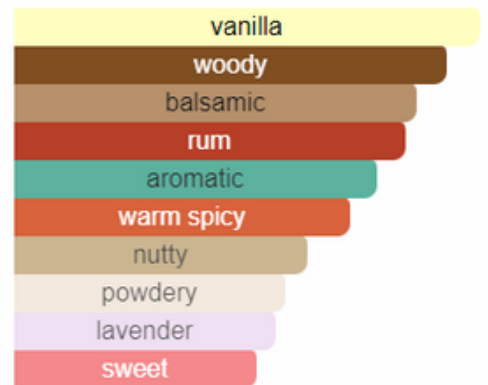 vanilla
woody
balsamic
rum
aromatic
warm spicy
nutty
powdery
lavender
sweet